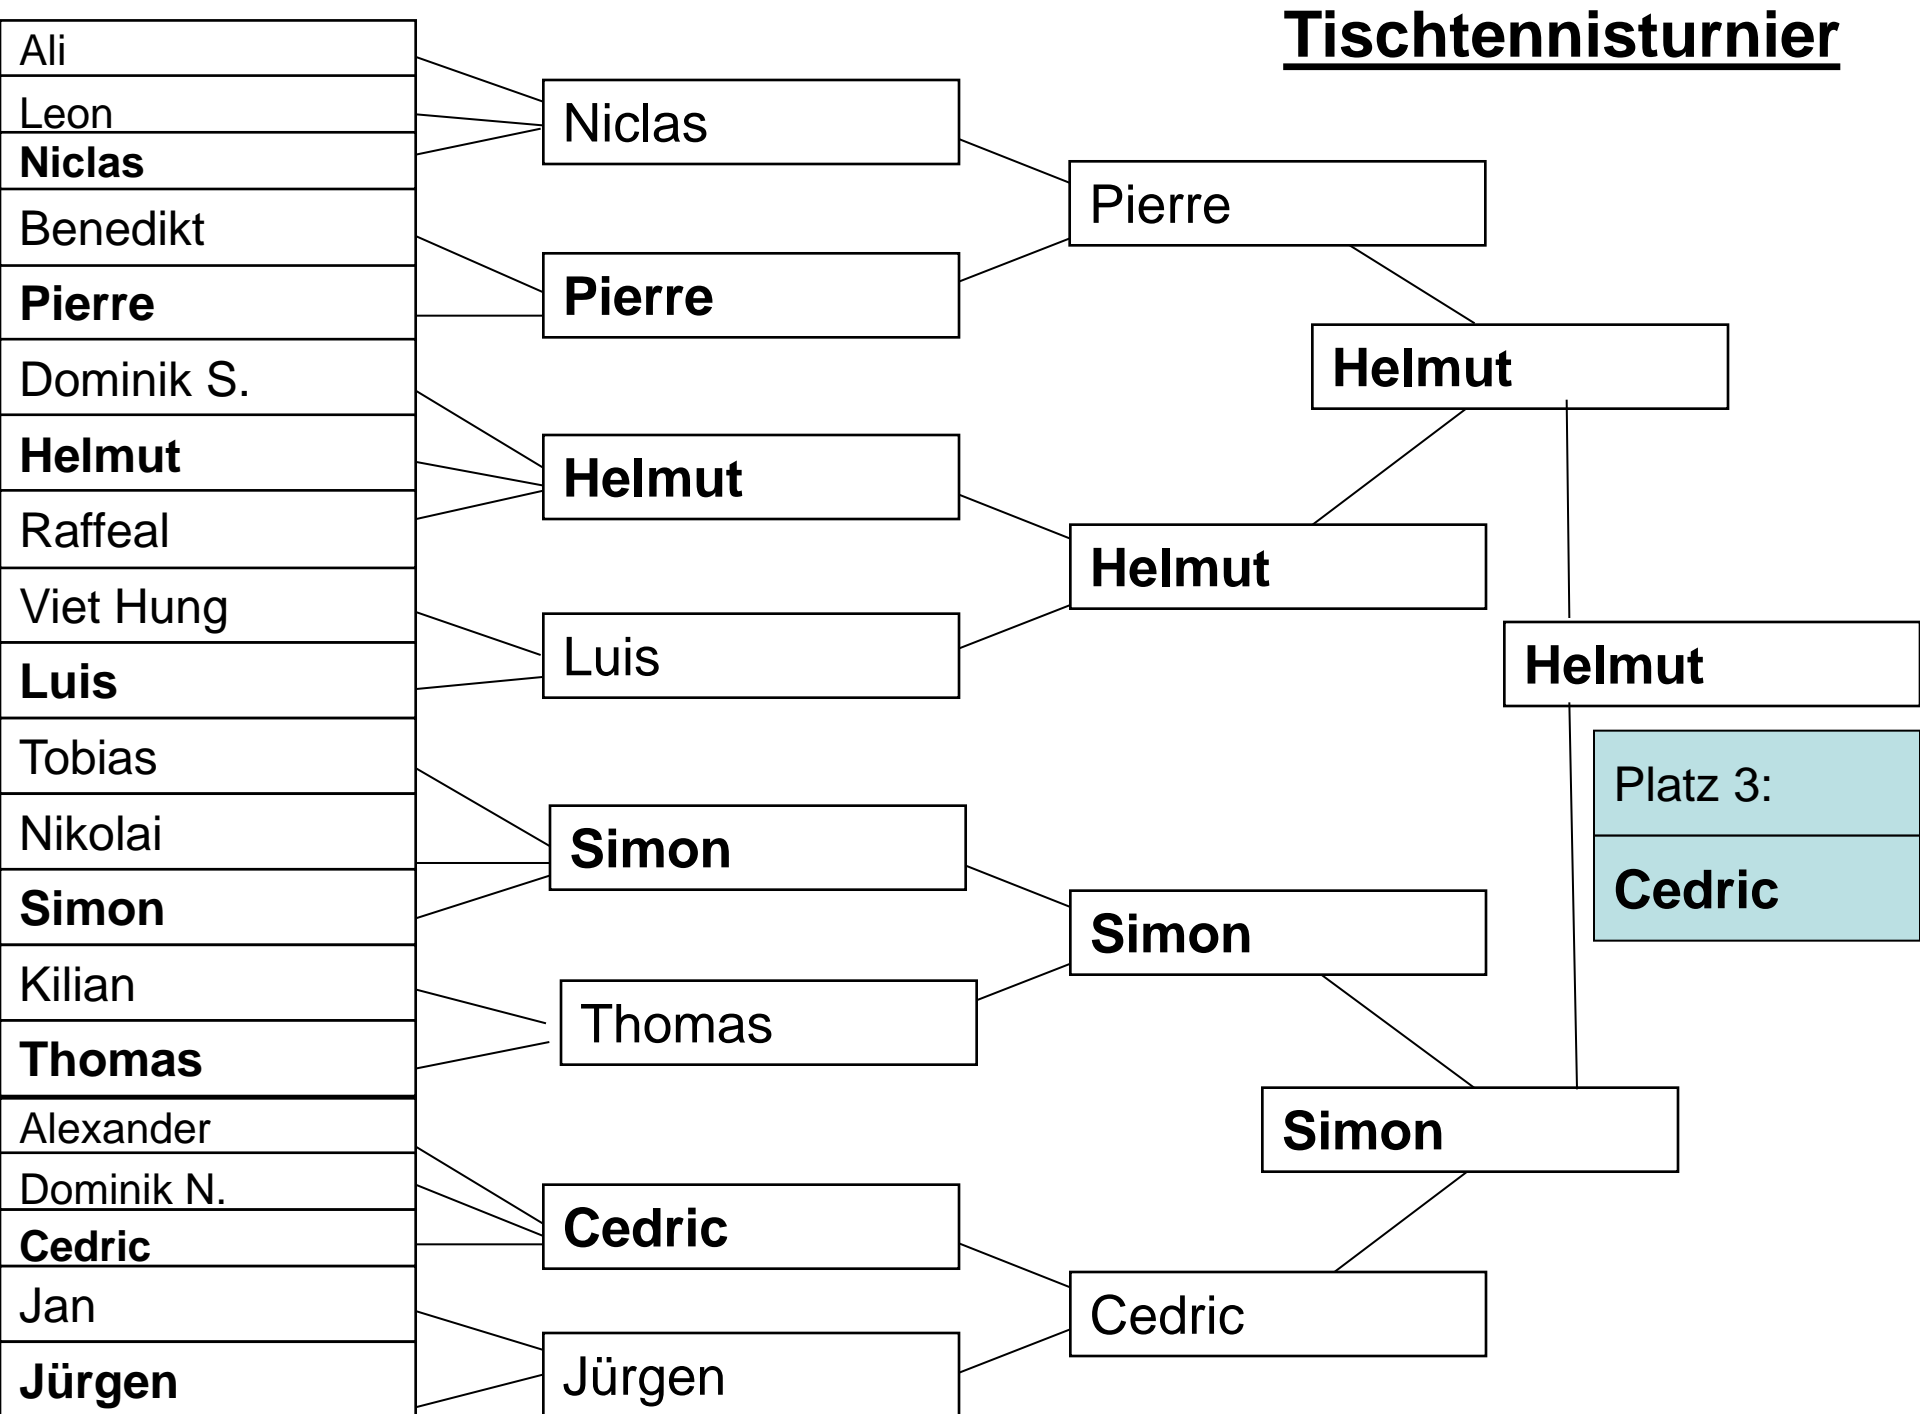 Tischtennisturnier
Ali
Leon
Niclas
Benedikt
Pierre
Dominik S.
Helmut
Raffeal
Viet Hung
Luis
Tobias
Nikolai
Simon
Kilian
Thomas
Alexander
Dominik N.
Cedric
Jan
Jürgen
Niclas
Pierre
Helmut
Luis
Simon
Thomas
Cedric
Jürgen
Pierre
Helmut
Simon
Cedric
Helmut
Simon
Helmut
Platz 3:
Cedric